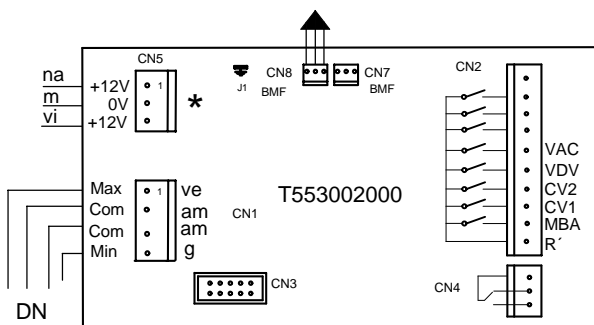 na
m
vi
+12V
0V
+12V
CN5
1
*
J1
CN8
BMF
CN7
BMF
CN2
VAC
VDV
CV2
CV1
MBA
R´
Max
Com
Com
Min
1
ve
am
am
g
CN1
T553002000
CN3
CN4
DN